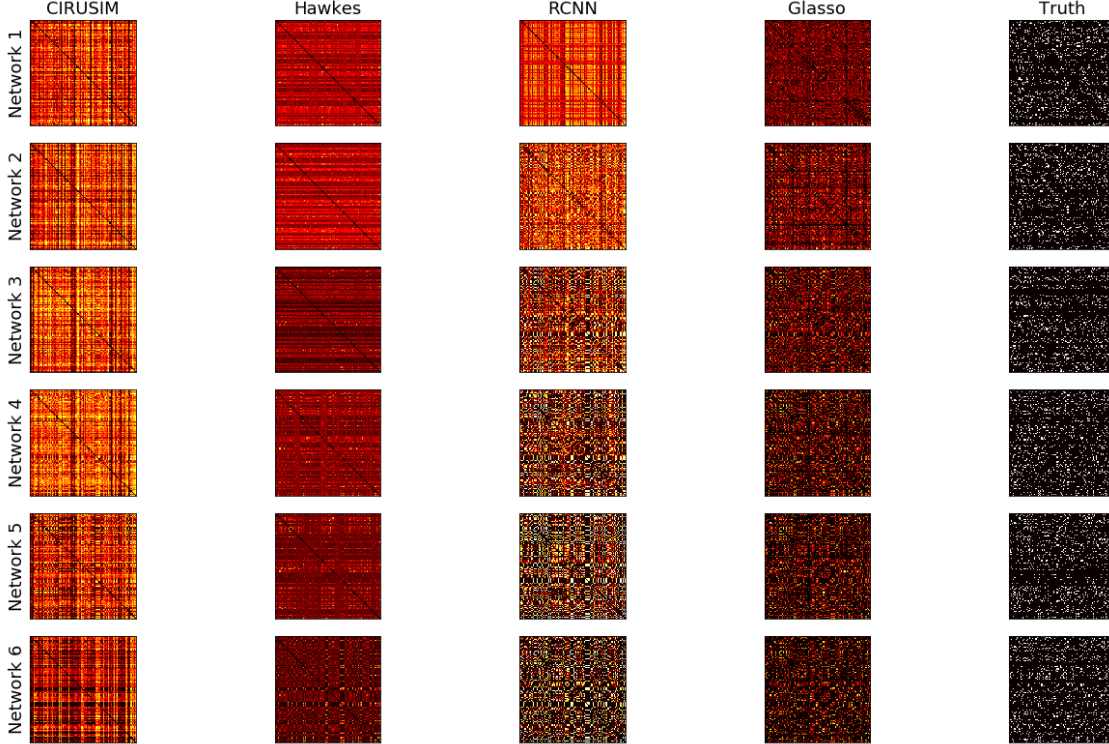 CIRUSIM Hawkes RCNN Glasso Truth
Network 1
Network 2
Network 3
Network 4
Network 5
Network 6